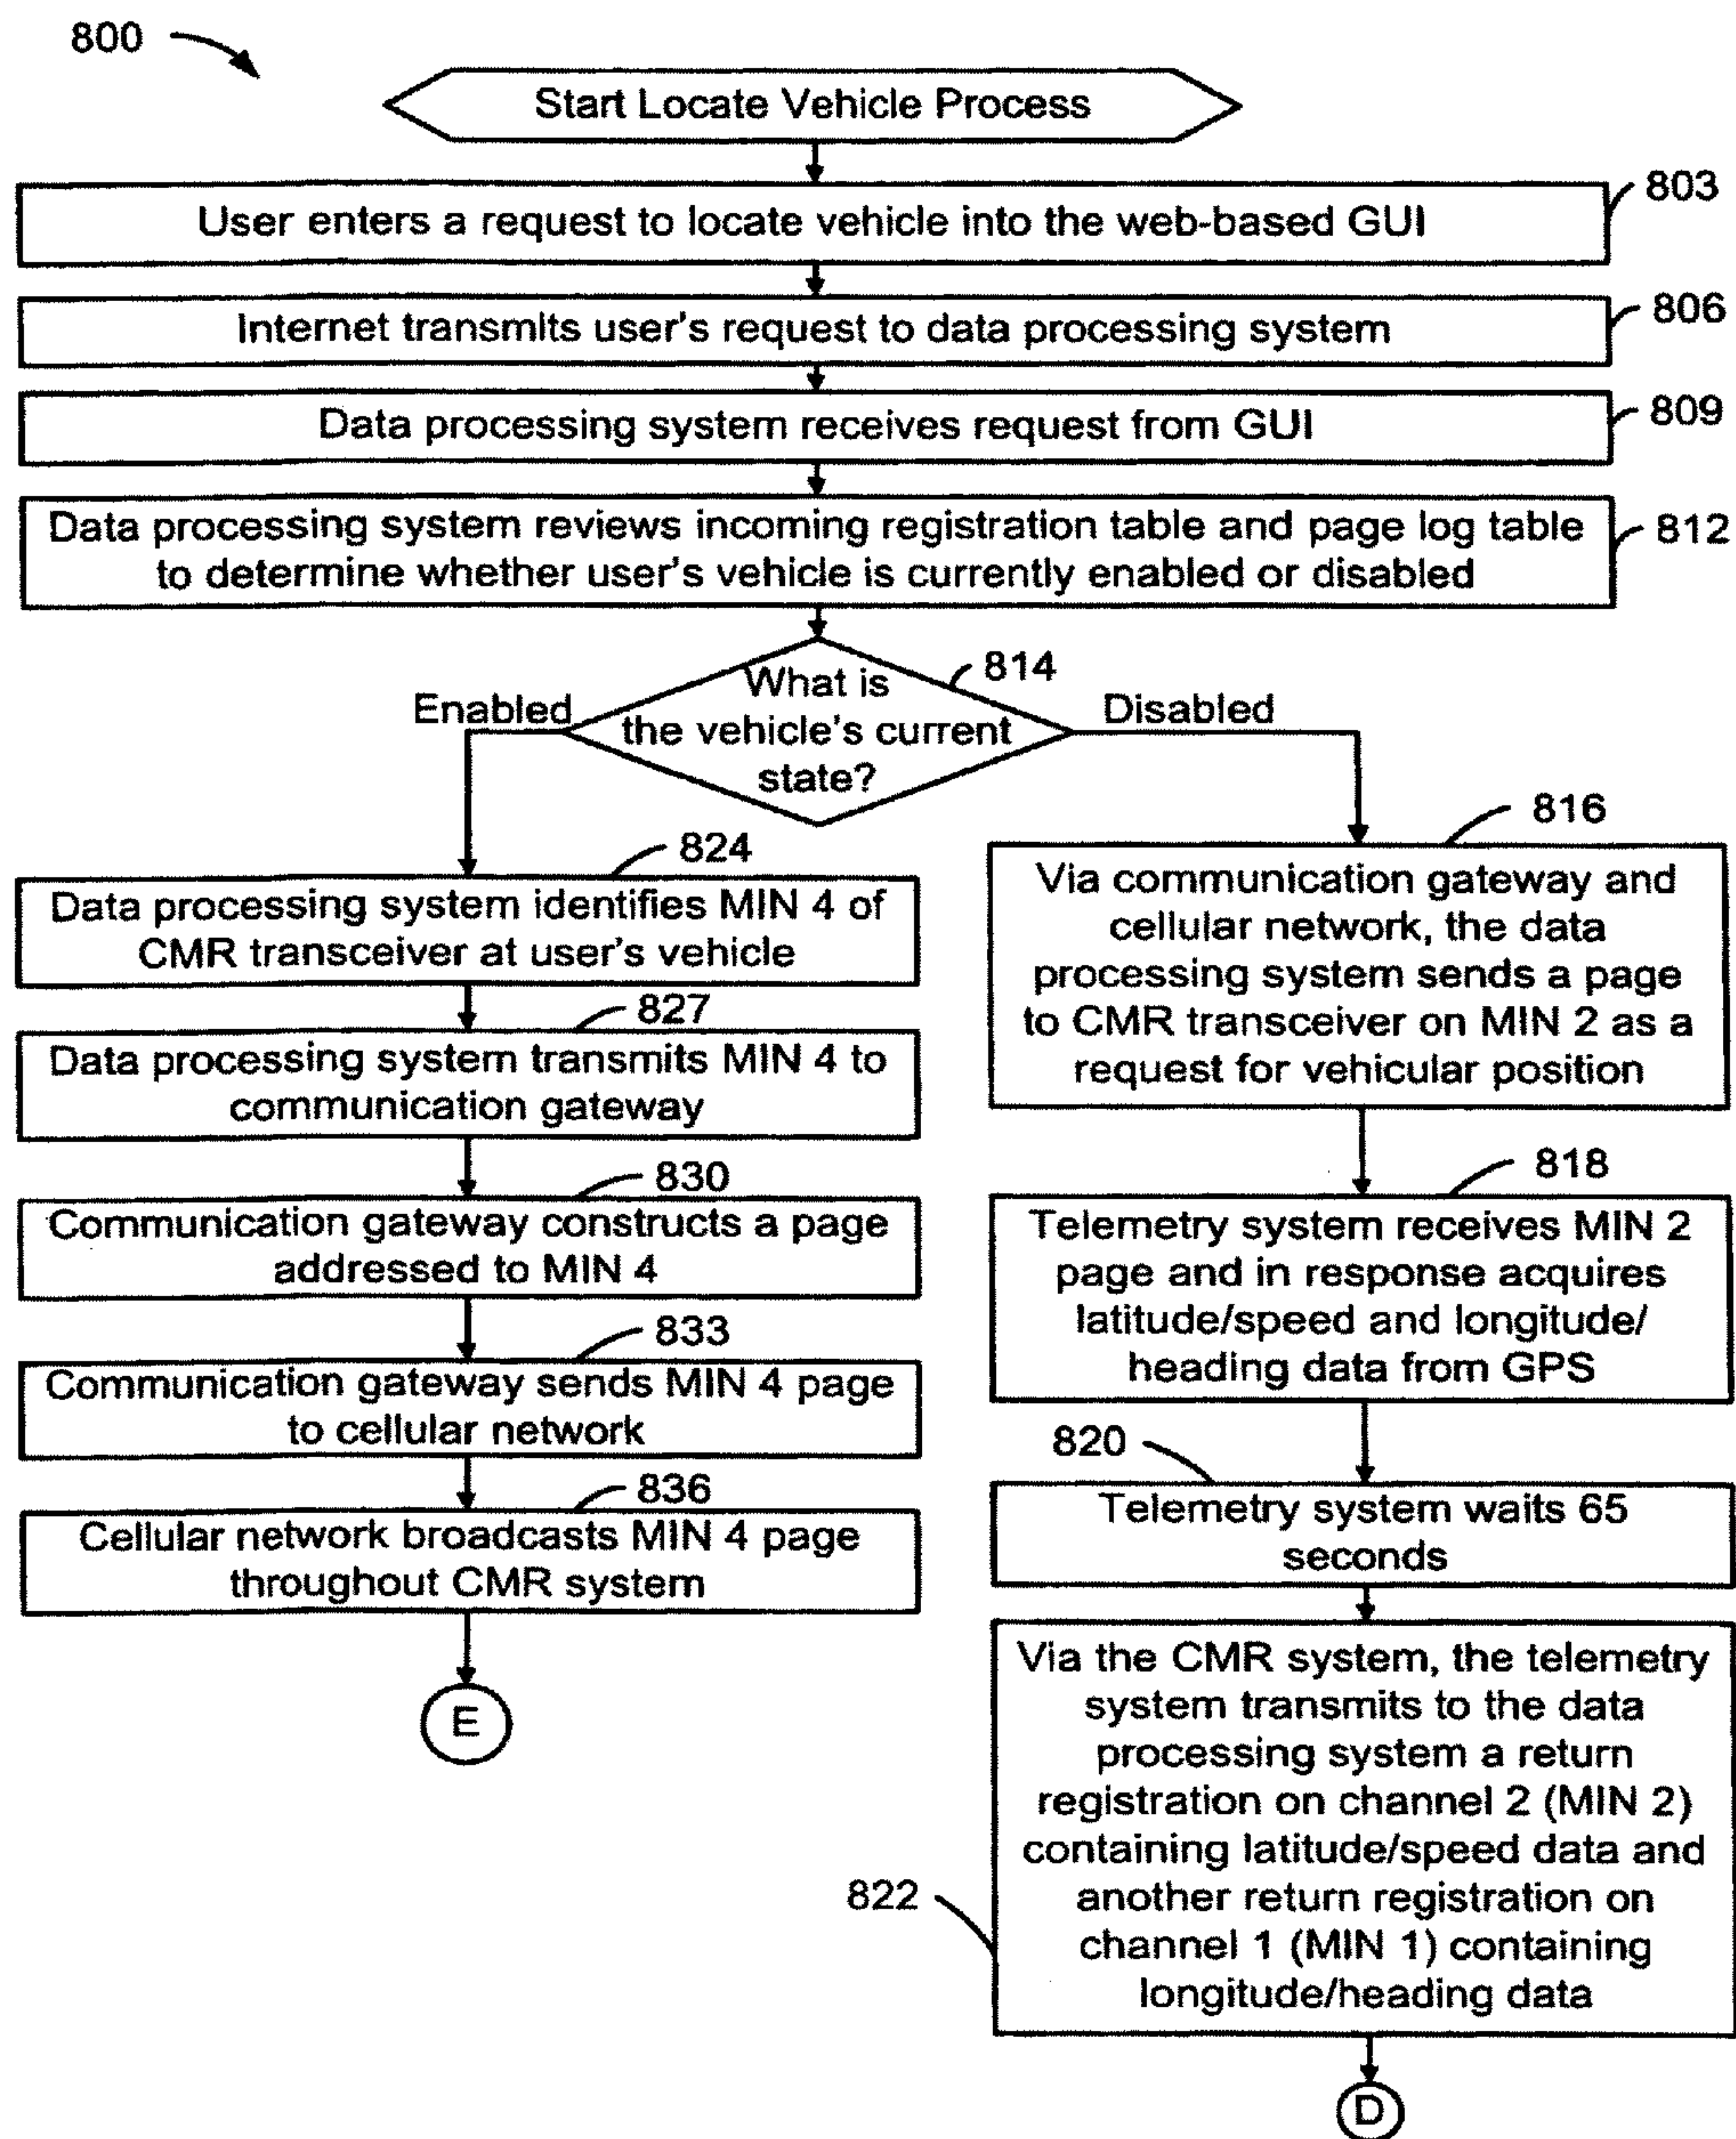 800
Start Locate Vehicle Process
803
User enters a request to locate vehicle into the web-based GUI
806
Internet transmits user's request to data processing system
809
Data processing system receives request from GUI
812
Data processing system reviews incoming registration table and page log table
to determine whether user's vehicle is currently enabled or disabled
814
What is
the vehicle's current
state?
Enabled
Disabled
824
Data processing system identifies MIN 4 of
CMR transceiver at user's vehicle
827
Data processing system transmits MIN 4 to
communication gateway
830
Communication gateway constructs a page
addressed to MIN 4
833
Communication gateway sends MIN 4 page
to cellular network
836
Cellular network broadcasts MIN 4 page
throughout CMR system
E
816
Via communication gateway and
cellular network, the data
processing system sends a page
to CMR transceiver on MIN 2 as a
request for vehicular position
818
Telemetry system receives MIN 2
page and in response acquires
latitude/speed and longitude/
heading data from GPS
820
Telemetry system waits 65
seconds
822
Via the CMR system, the telemetry
system transmits to the data
processing system a return
registration on channel 2 (MIN 2)
containing latitude/speed data and
another return registration on
channel 1 (MIN 1) containing
longitude/heading data
D